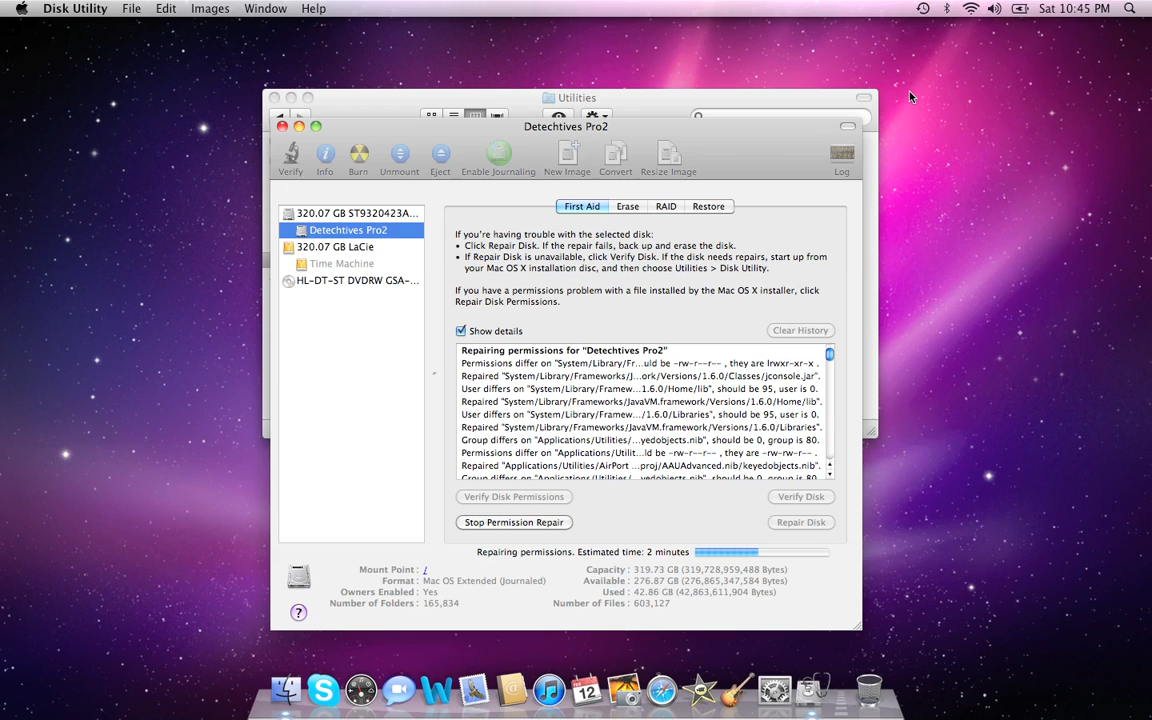 Disk Utility File Edit Images Window Help Sat 10:45 PM
Utilities
Detechtives Pro2
Verify Info Burn Unmount Eject Enable Journaling New Image Convert Resize Image Log
320.07 GB ST9320423A...
Detechtives Pro2
320.07 GB LaCie
Time Machine
HL-DT-ST DVDRW GSA-...
First Aid Erase RAID Restore
If you're having trouble with the selected disk:
• Click Repair Disk. If the repair fails, back up and erase the disk.
• If Repair Disk is unavailable, click Verify Disk. If the disk needs repairs, start up from
your Mac OS X installation disc, and then choose Utilities > Disk Utility.
If you have a permissions problem with a file installed by the Mac OS X installer, click
Repair Disk Permissions.
Show details Clear History
Repairing permissions for “Detechtives Pro2”
Permissions differ on "System/Library/Fr...uld be -rw-r--r-- , they are lrwxr-xr-x .
Repaired "System/Library/Frameworks/J...ork/Versions/1.6.0/Classes/jconsole.jar".
User differs on "System/Library/Framew...1.6.0/Home/lib", should be 95, user is 0.
Repaired "System/Library/Frameworks/JavaVM.framework/Versions/1.6.0/Home/lib".
User differs on "System/Library/Framew.../1.6.0/Libraries", should be 95, user is 0.
Repaired "System/Library/Frameworks/JavaVM.framework/Versions/1.6.0/Libraries".
Group differs on "Applications/Utilities/...yedobjects.nib", should be 0, group is 80.
Permissions differ on "Applications/Utilit...ld be -rw-r--r-- , they are -rw-rw-r-- .
Repaired "Applications/Utilities/AirPort ...proj/AAUAdvanced.nib/keyedobjects.nib".
Group differs on "Applications/Utilities/...yedobjects.nib", should be 0, group is 80.
Verify Disk Permissions Verify Disk
Stop Permission Repair Repair Disk
Repairing permissions. Estimated time: 2 minutes
Mount Point : / Capacity : 319.73 GB (319,728,959,488 Bytes)
Format : Mac OS Extended (Journaled) Available : 276.87 GB (276,865,347,584 Bytes)
Owners Enabled : Yes Used : 42.86 GB (42,863,611,904 Bytes)
Number of Folders : 165,834 Number of Files : 603,127
?
FEB
12